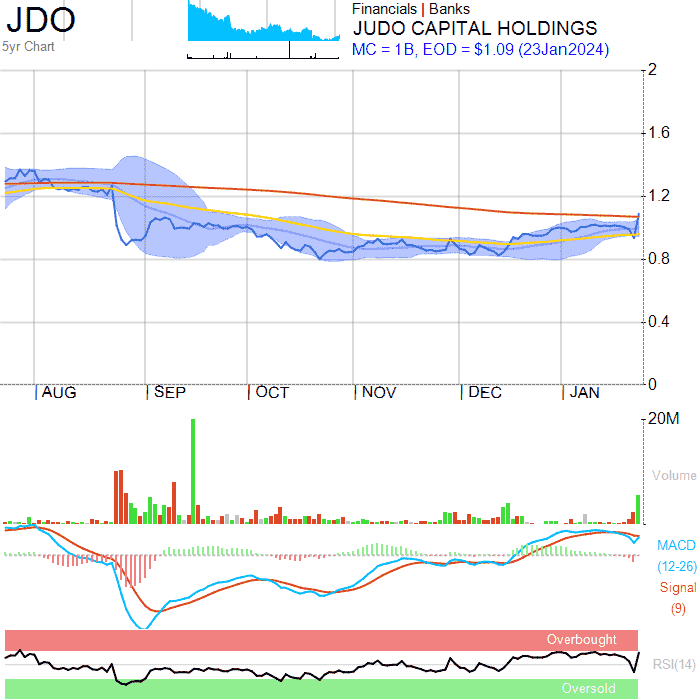 JDO
5yr Chart
Financials | Banks
JUDO CAPITAL HOLDINGS
MC = 1B, EOD = $1.09 (23Jan2024)
2
1.6
1.2
0.8
0.4
0
AUG
SEP
OCT
NOV
DEC
JAN
20M
Volume
MACD
(12-26)
Signal
(9)
Overbought
RSI(14)
Oversold